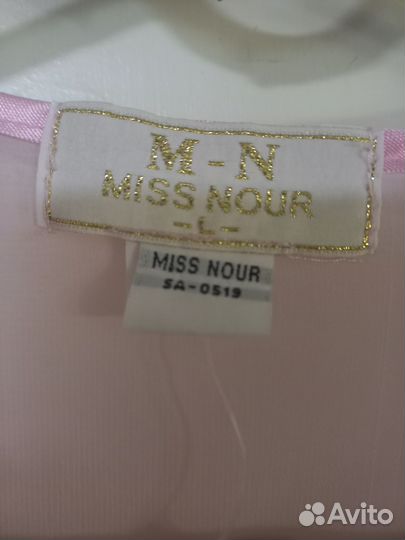 M-N
MISS NOUR
-L-
MISS NOUR
SA-0519
Avito